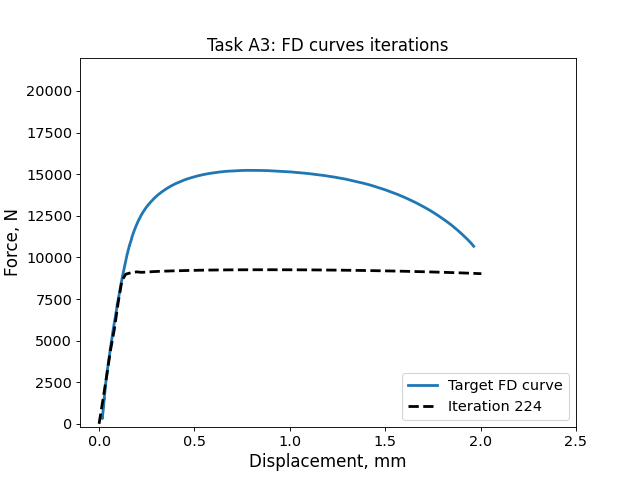 Task A3: FD curves iterations
Force, N
20000
17500
15000
12500
10000
7500
5000
2500
0
0.0 0.5 1.0 1.5 2.0 2.5
Displacement, mm
Target FD curve
Iteration 224